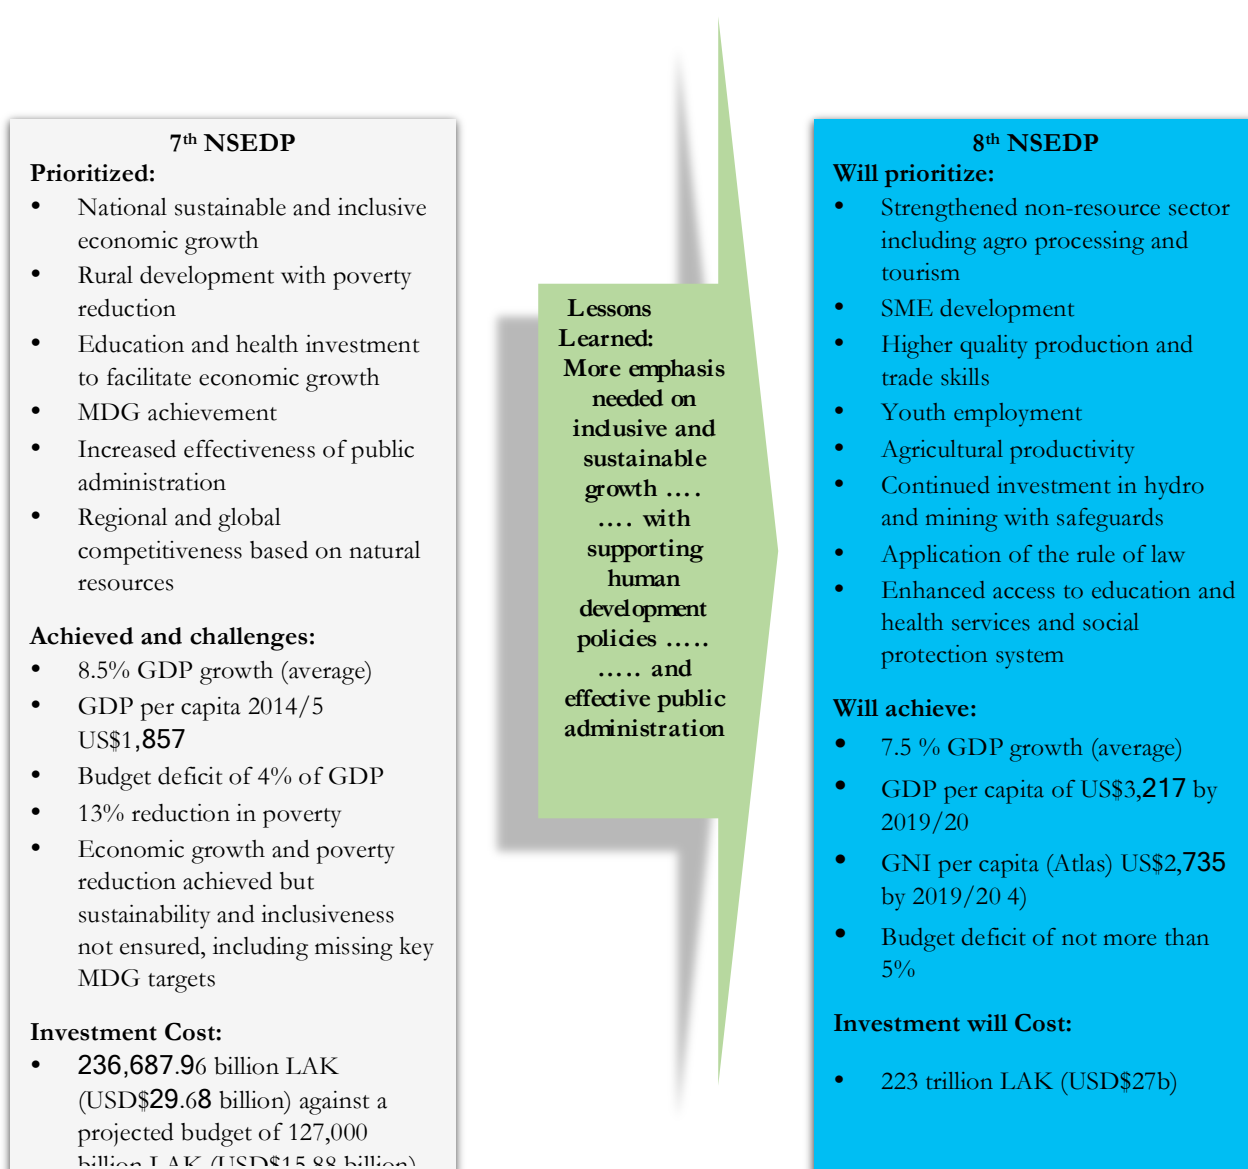 7th NSEDP
Prioritized:
• National sustainable and inclusive
economic growth
• Rural development with poverty
reduction
• Education and health investment
to facilitate economic growth
• MDG achievement
• Increased effectiveness of public
administration
• Regional and global
competitiveness based on natural
resources
Achieved and challenges:
• 8.5% GDP growth (average)
• GDP per capita 2014/5
US$1,857
• Budget deficit of 4% of GDP
• 13% reduction in poverty
• Economic growth and poverty
reduction achieved but
sustainability and inclusiveness
not ensured, including missing key
MDG targets
Investment Cost:
• 236,687.96 billion LAK
(USD$29.68 billion) against a
projected budget of 127,000
billion LAK (USD$15.88 billion)
Lessons
Learned:
More emphasis
needed on
inclusive and
sustainable
growth ....
.... with
supporting
human
development
policies .....
..... and
effective public
administration
8th NSEDP
Will prioritize:
• Strengthened non-resource sector
including agro processing and
tourism
• SME development
• Higher quality production and
trade skills
• Youth employment
• Agricultural productivity
• Continued investment in hydro
and mining with safeguards
• Application of the rule of law
• Enhanced access to education and
health services and social
protection system
Will achieve:
• 7.5 % GDP growth (average)
• GDP per capita of US$3,217 by
2019/20
• GNI per capita (Atlas) US$2,735
by 2019/20 4)
• Budget deficit of not more than
5%
Investment will Cost:
• 223 trillion LAK (USD$27b)